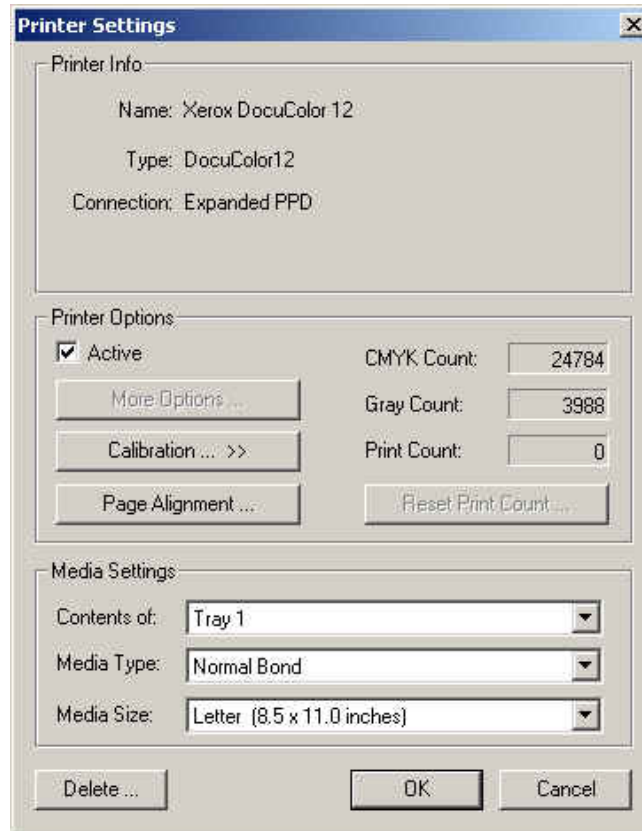 Printer Settings
Printer Info
Name: Xerox DocuColor 12
Type: DocuColor12
Connection: Expanded PPD
Printer Options
Active
CMYK Count: 24784
More Options ...
Gray Count: 3988
Calibration ... >>
Print Count: 0
Page Alignment ...
Reset Print Count ...
Media Settings
Contents of: Tray 1
Media Type: Normal Bond
Media Size: Letter (8.5 x 11.0 inches)
Delete ...
OK
Cancel